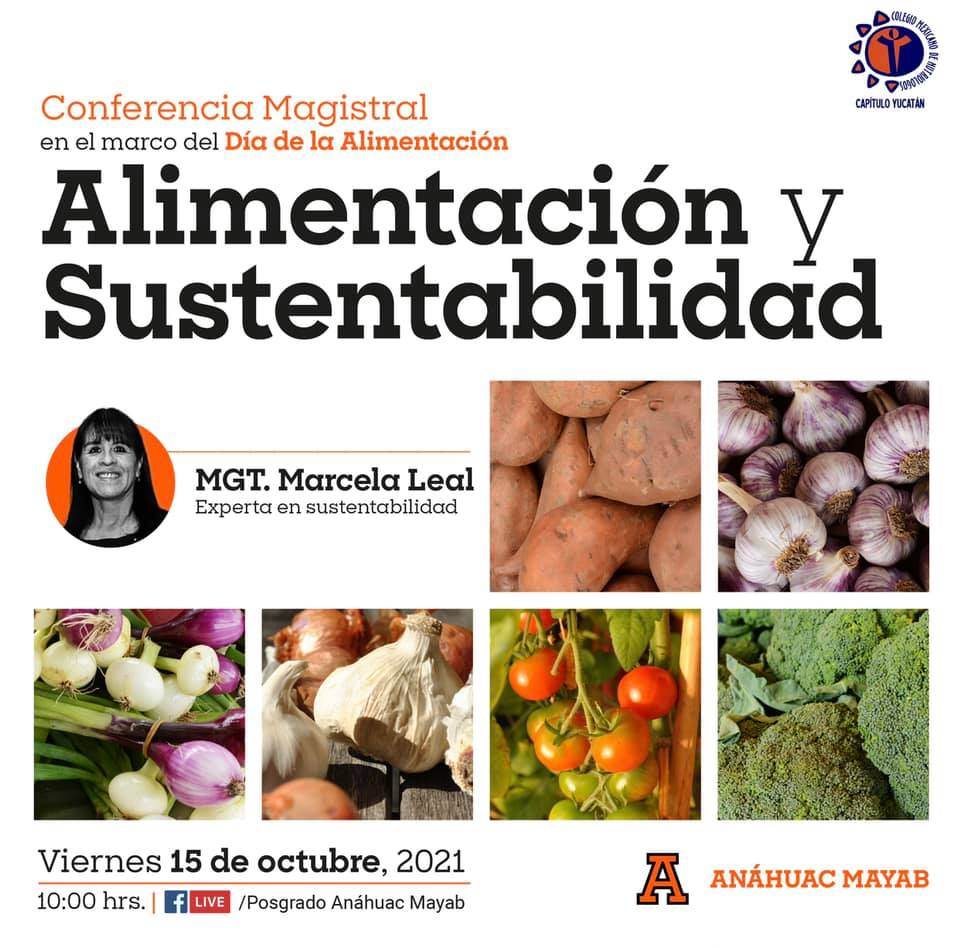 COLEGIO MEXICANO DE NUTRIÓLOGOS
CAPÍTULO YUCATÁN
Conferencia Magistral
en el marco del Día de la Alimentación
Alimentación y
Sustentabilidad
MGT. Marcela Leal
Experta en sustentabilidad
Viernes 15 de octubre, 2021
10:00 hrs. | f LIVE /Posgrado Anáhuac Mayab
A ANÁHUAC MAYAB